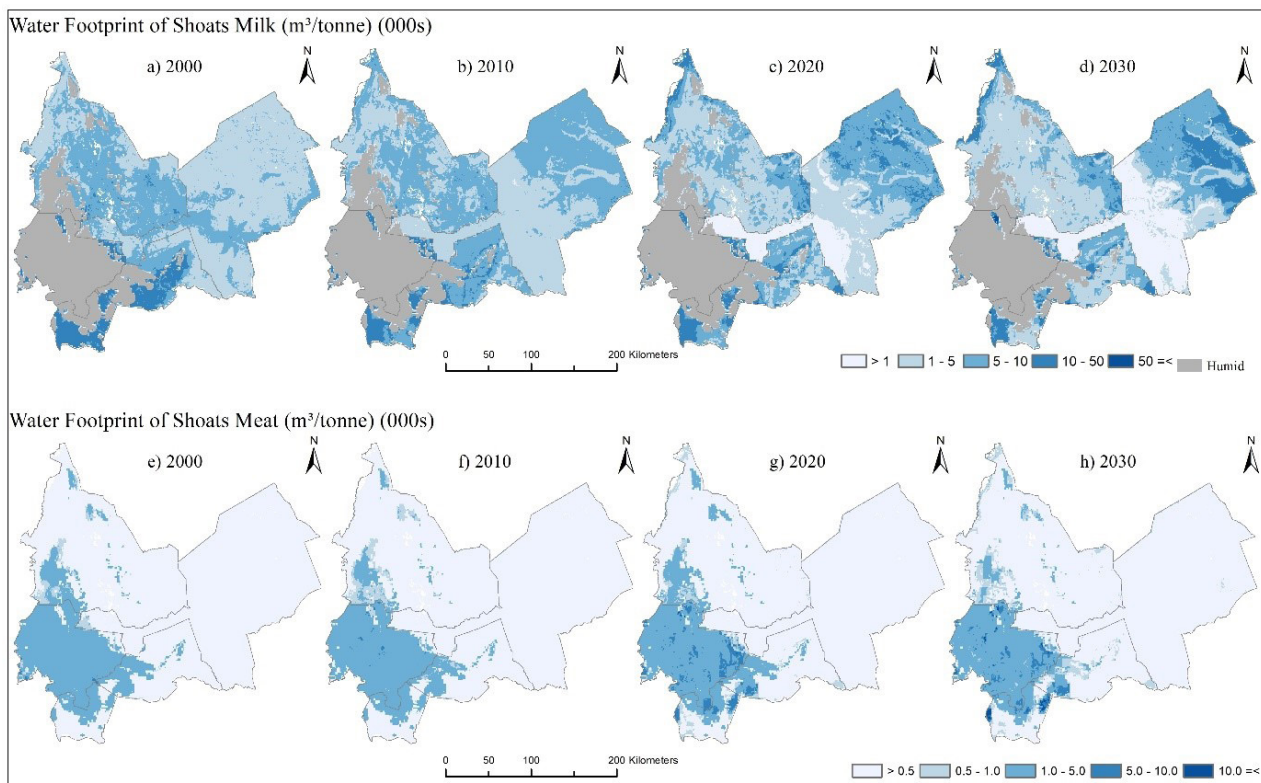 Water Footprint of Shoats Milk (m³/tonne) (000s)
a) 2000
N
b) 2010
N
c) 2020
N
d) 2030
N
0 50 100 200 Kilometers
> 1 1 - 5 5 - 10 10 - 50 50 =< Humid
Water Footprint of Shoats Meat (m³/tonne) (000s)
e) 2000
N
f) 2010
N
g) 2020
N
h) 2030
N
0 50 100 200 Kilometers
> 0.5 0.5 - 1.0 1.0 - 5.0 5.0 - 10.0 10.0 =<